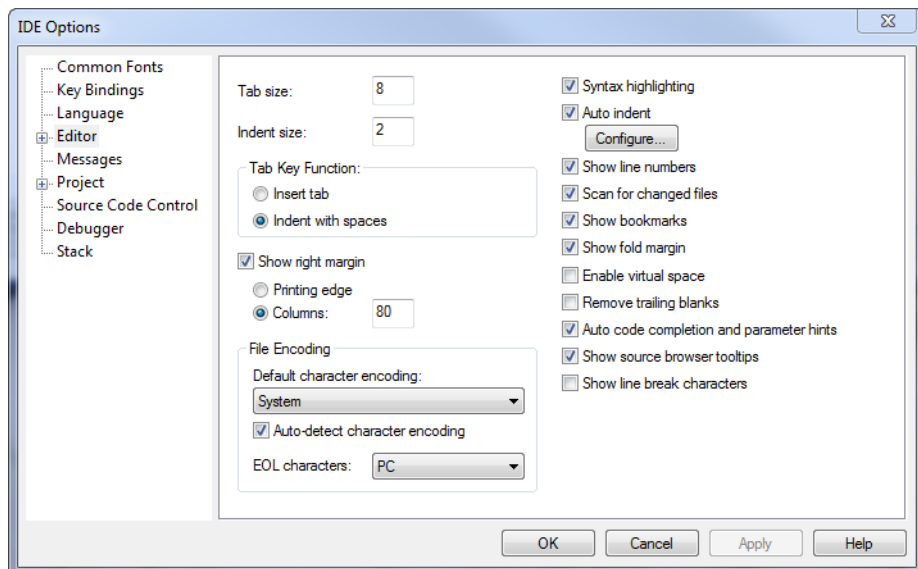 IDE Options
Common Fonts
Key Bindings
Language
Editor
Messages
Project
Source Code Control
Debugger
Stack
Tab size: 8
Indent size: 2
Tab Key Function:
Insert tab
Indent with spaces
Show right margin
Printing edge
Columns: 80
File Encoding
Default character encoding:
System
Auto-detect character encoding
EOL characters: PC
Syntax highlighting
Auto indent
Configure...
Show line numbers
Scan for changed files
Show bookmarks
Show fold margin
Enable virtual space
Remove trailing blanks
Auto code completion and parameter hints
Show source browser tooltips
Show line break characters
OK Cancel Apply Help